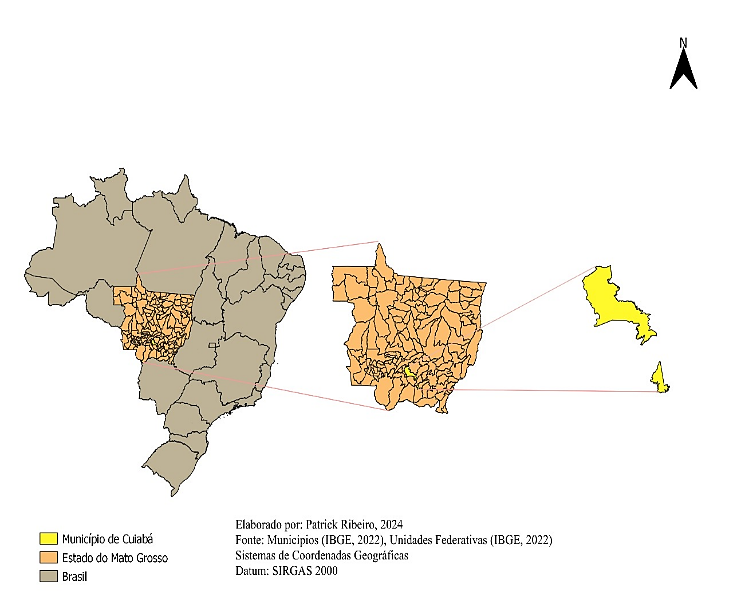 N
Município de Cuiabá
Estado do Mato Grosso
Brasil
Elaborado por: Patrick Ribeiro, 2024
Fonte: Municipios (IBGE, 2022), Unidades Federativas (IBGE, 2022)
Sistemas de Coordenadas Geográficas
Datum: SIRGAS 2000